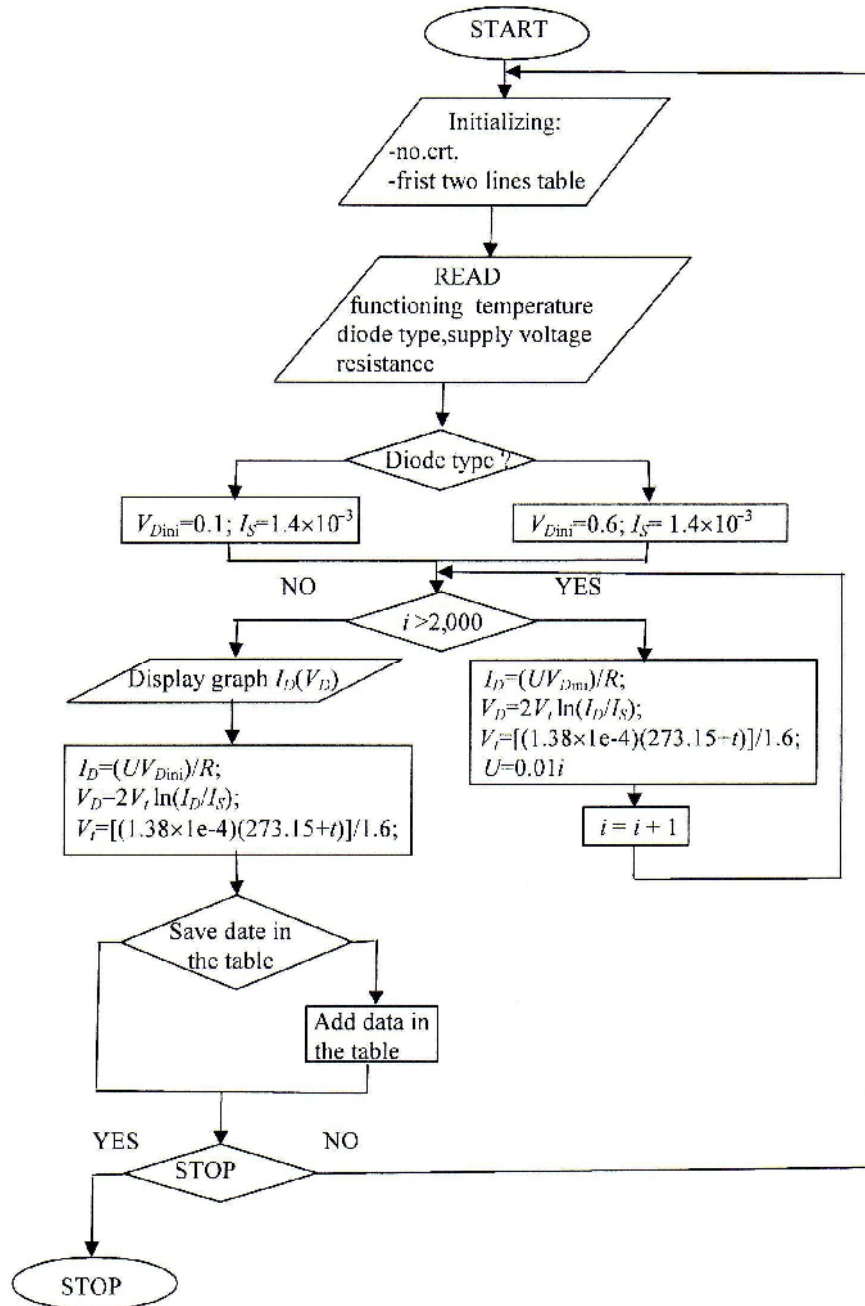 START
Initializing:
-no.crt.
-frist two lines table
READ
functioning temperature
diode type,supply voltage
resistance
Diode type ?
V_Dini=0.1; I_S=1.4×10⁻³
V_Dini=0.6; I_S= 1.4×10⁻³
NO
YES
i >2,000
Display graph I_D(V_D)
I_D=(UV_Dini)/R;
V_D=2V_t ln(I_D/I_S);
V_t=[(1.38×1e-4)(273.15+t)]/1.6;
U=0.01i
i = i + 1
I_D=(UV_Dini)/R;
V_D=2V_t ln(I_D/I_S);
V_t=[(1.38×1e-4)(273.15+t)]/1.6;
Save date in
the table
Add data in
the table
YES
NO
STOP
STOP